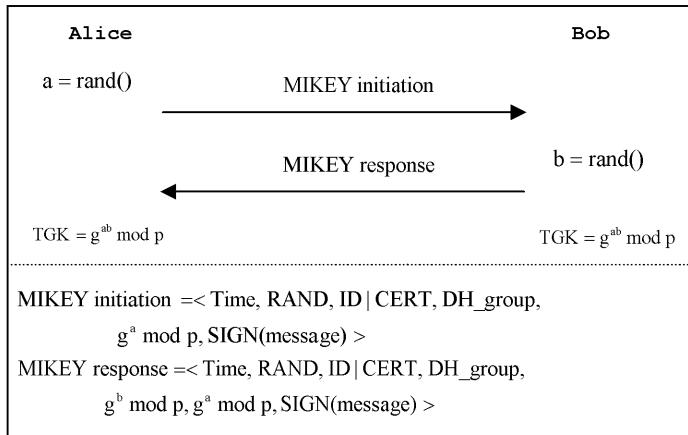 Alice Bob
a = rand() MIKEY initiation
MIKEY response b = rand()
TGK = g^ab mod p TGK = g^ab mod p
MIKEY initiation =< Time, RAND, ID | CERT, DH_group,
g^a mod p, SIGN(message) >
MIKEY response =< Time, RAND, ID | CERT, DH_group,
g^b mod p, g^a mod p, SIGN(message) >